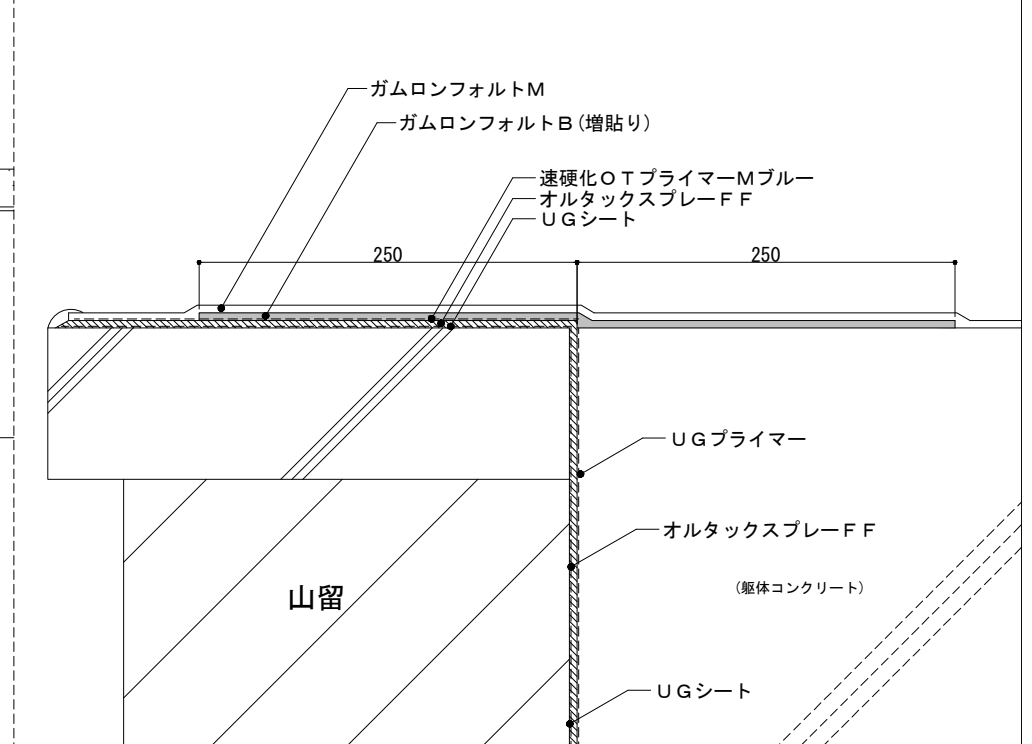 ガムロンフォルトＭ
ガムロンフォルトＢ(増貼り)
速硬化ＯＴプライマーＭブルー
オルタックスプレーＦＦ
ＵＧシート
250
250
ＵＧプライマー
オルタックスプレーＦＦ
（躯体コンクリート）
山留
ＵＧシート